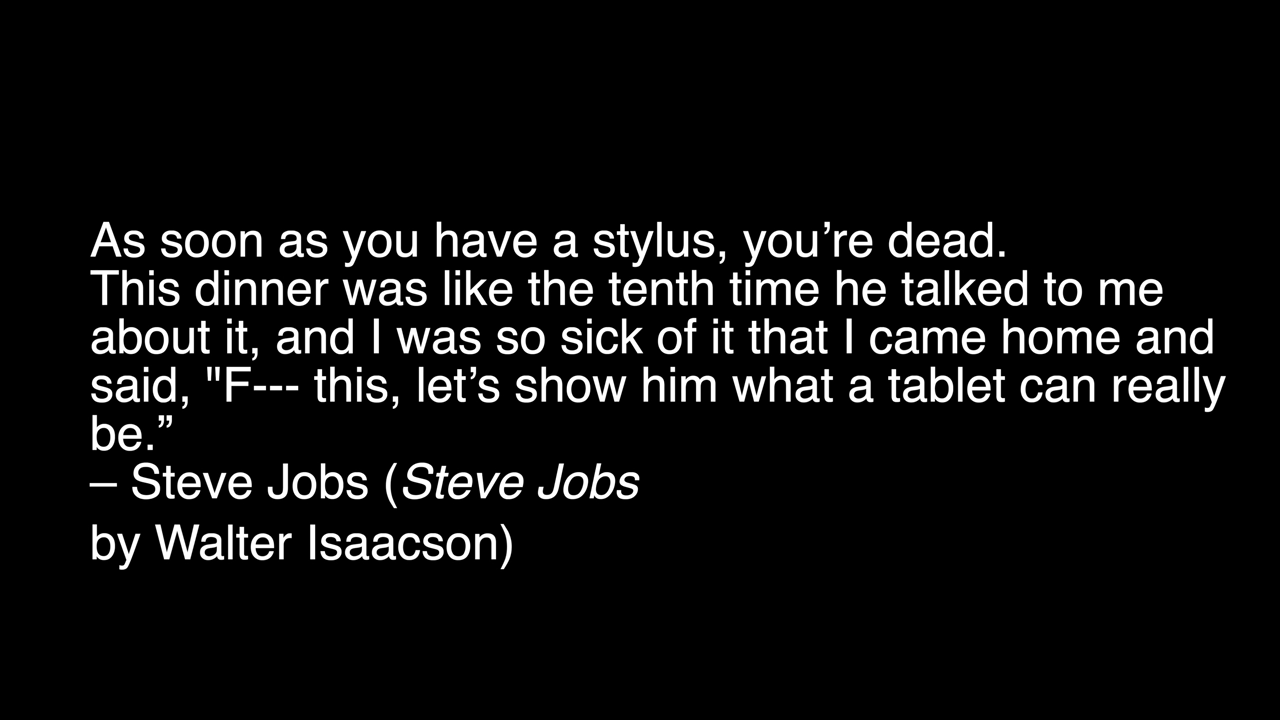 As soon as you have a stylus, you’re dead.
This dinner was like the tenth time he talked to me
about it, and I was so sick of it that I came home and
said, "F--- this, let’s show him what a tablet can really
be.”
– Steve Jobs (Steve Jobs
by Walter Isaacson)